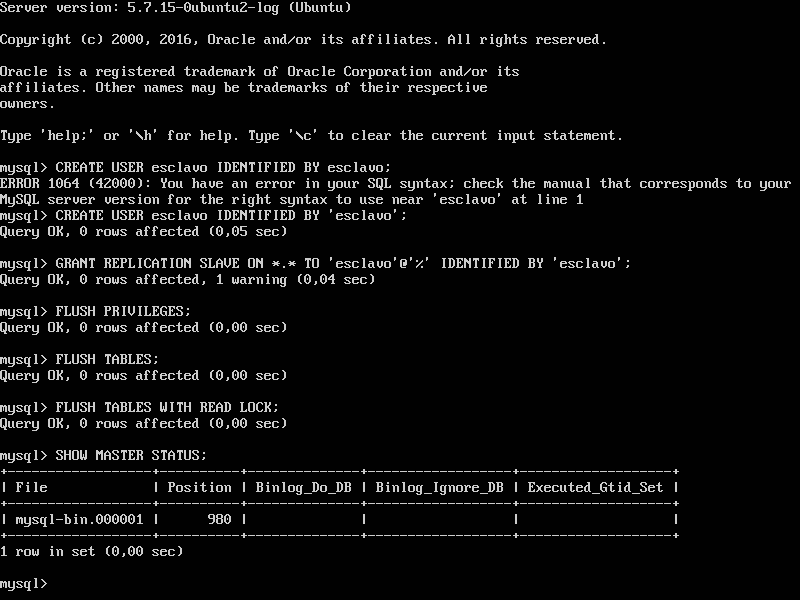 Server version: 5.7.15-0ubuntu2-log (Ubuntu)
Copyright (c) 2000, 2016, Oracle and/or its affiliates. All rights reserved.
Oracle is a registered trademark of Oracle Corporation and/or its
affiliates. Other names may be trademarks of their respective
owners.
Type 'help;' or '\h' for help. Type '\c' to clear the current input statement.
mysql> CREATE USER esclavo IDENTIFIED BY esclavo;
ERROR 1064 (42000): You have an error in your SQL syntax; check the manual that corresponds to your
MySQL server version for the right syntax to use near 'esclavo' at line 1
mysql> CREATE USER esclavo IDENTIFIED BY 'esclavo';
Query OK, 0 rows affected (0,05 sec)
mysql> GRANT REPLICATION SLAVE ON *.* TO 'esclavo'@'%' IDENTIFIED BY 'esclavo';
Query OK, 0 rows affected, 1 warning (0,04 sec)
mysql> FLUSH PRIVILEGES;
Query OK, 0 rows affected (0,00 sec)
mysql> FLUSH TABLES;
Query OK, 0 rows affected (0,00 sec)
mysql> FLUSH TABLES WITH READ LOCK;
Query OK, 0 rows affected (0,00 sec)
mysql> SHOW MASTER STATUS;
+------------------+----------+--------------+------------------+-------------------+
| File             | Position | Binlog_Do_DB | Binlog_Ignore_DB | Executed_Gtid_Set |
+------------------+----------+--------------+------------------+-------------------+
| mysql-bin.000001 |      980 |              |                  |                   |
+------------------+----------+--------------+------------------+-------------------+
1 row in set (0,00 sec)
mysql>